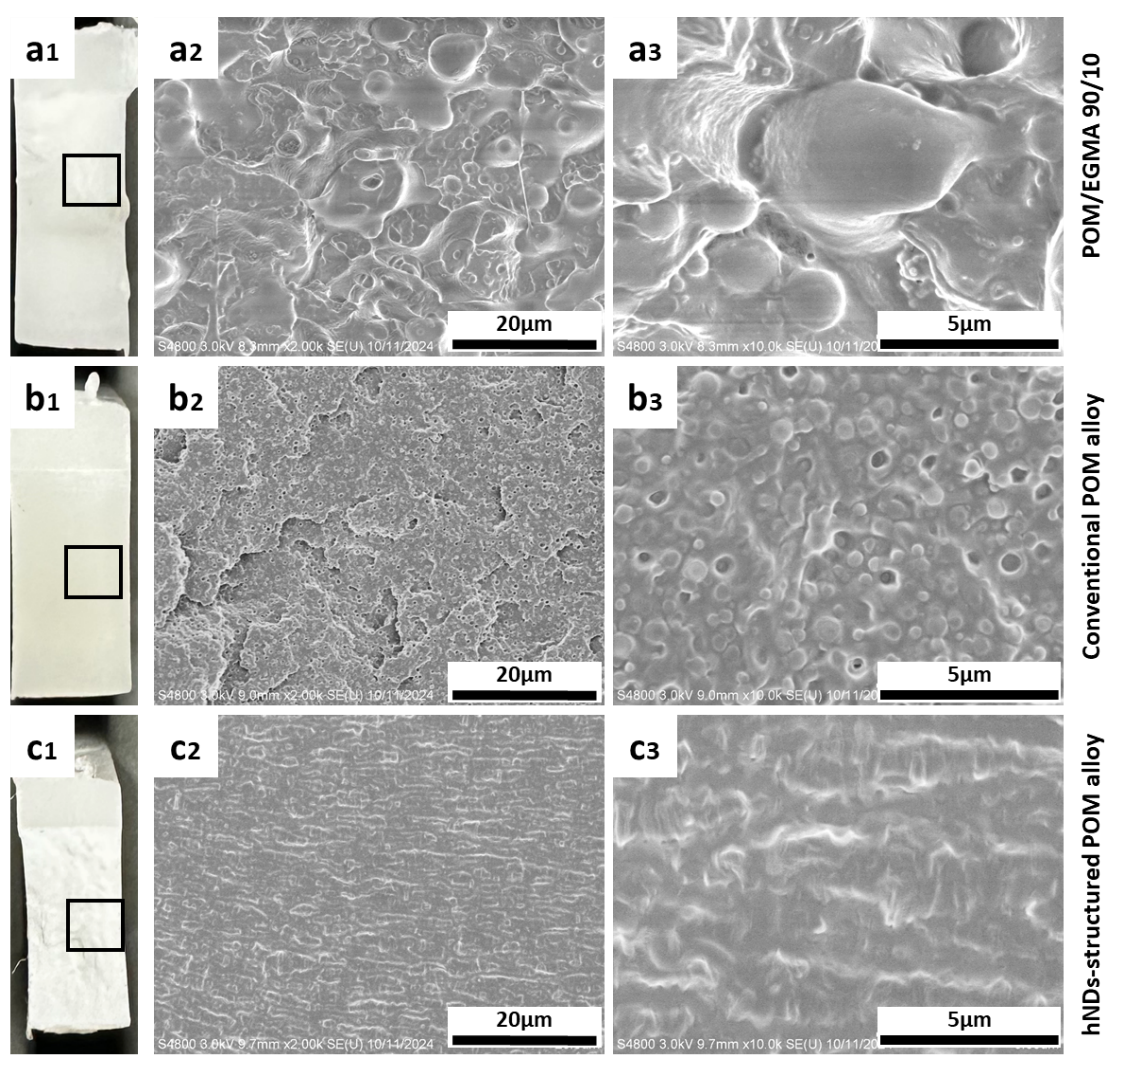 a1
a2
a3
POM/EGMA 90/10
20μm
5μm
S4800 3.0kV 8.3mm x2.00k SE(U) 10/11/2024
S4800 3.0kV 8.3mm x10.0k SE(U) 10/11/20
b1
b2
b3
Conventional POM alloy
20μm
5μm
S4800 3.0kV 9.0mm x2.00k SE(U) 10/11/2024
S4800 3.0kV 9.0mm x10.0k SE(U) 10/11/20
c1
c2
c3
hNDs-structured POM alloy
20μm
5μm
S4800 3.0kV 9.7mm x2.00k SE(U) 10/11/2024
S4800 3.0kV 9.7mm x10.0k SE(U) 10/11/20